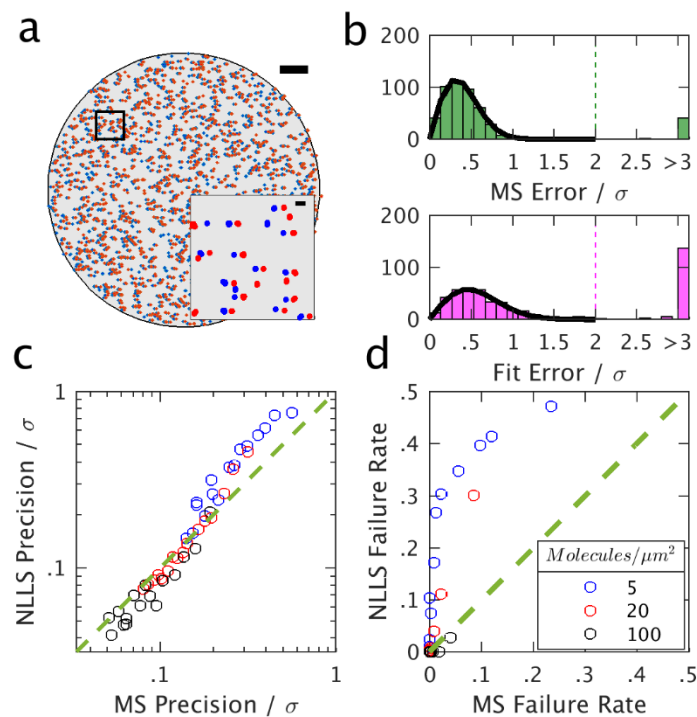 a
b
200
100
0
0 .5 1 1.5 2 2.5 >3
MS Error / σ
200
100
0
0 .5 1 1.5 2 2.5 >3
Fit Error / σ
c
1
.1
.1 1
NLLS Precision / σ
MS Precision / σ
d
.5
.4
.3
.2
.1
0
0 .1 .2 .3 .4 .5
NLLS Failure Rate
MS Failure Rate
Molecules/μm²
5
20
100